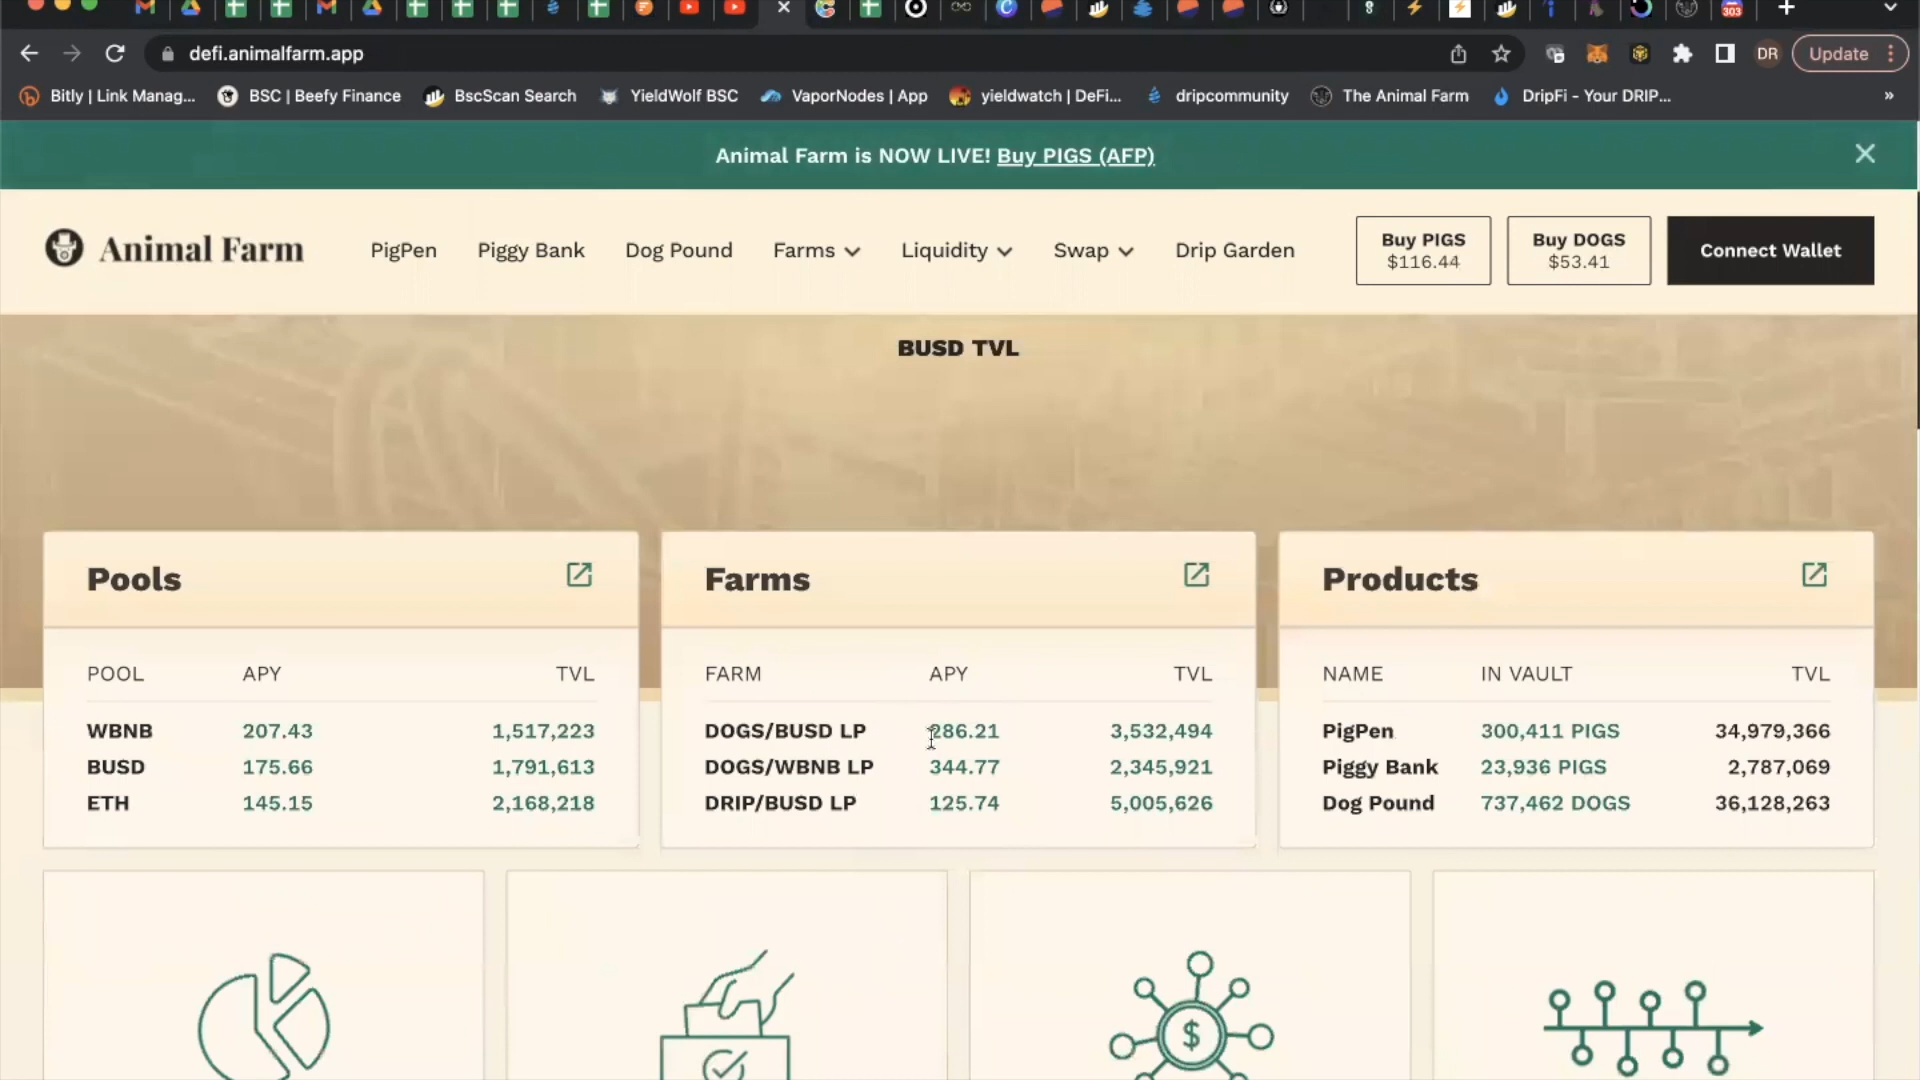 303
defi.animalfarm.app
DR
Update
Bitly | Link Manag...
BSC | Beefy Finance
BscScan Search
YieldWolf BSC
VaporNodes | App
yieldwatch | DeFi...
dripcommunity
The Animal Farm
DripFi - Your DRIP...
»
Animal Farm is NOW LIVE! Buy PIGS (AFP)
Animal Farm
PigPen
Piggy Bank
Dog Pound
Farms
Liquidity
Swap
Drip Garden
Buy PIGS
$116.44
Buy DOGS
$53.41
Connect Wallet
BUSD TVL
Pools
POOL APY TVL
WBNB 207.43 1,517,223
BUSD 175.66 1,791,613
ETH 145.15 2,168,218
Farms
FARM APY TVL
DOGS/BUSD LP 286.21 3,532,494
DOGS/WBNB LP 344.77 2,345,921
DRIP/BUSD LP 125.74 5,005,626
Products
NAME IN VAULT TVL
PigPen 300,411 PIGS 34,979,366
Piggy Bank 23,936 PIGS 2,787,069
Dog Pound 737,462 DOGS 36,128,263
$